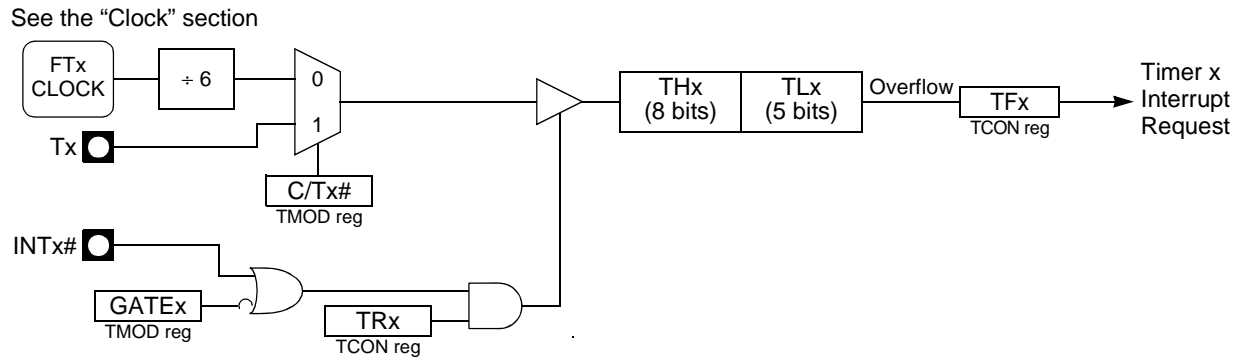 See the “Clock” section
FTx
CLOCK
÷ 6
0
1
Tx
C/Tx#
TMOD reg
THx
(8 bits)
TLx
(5 bits)
Overflow
TFx
TCON reg
Timer x
Interrupt
Request
INTx#
GATEx
TMOD reg
TRx
TCON reg